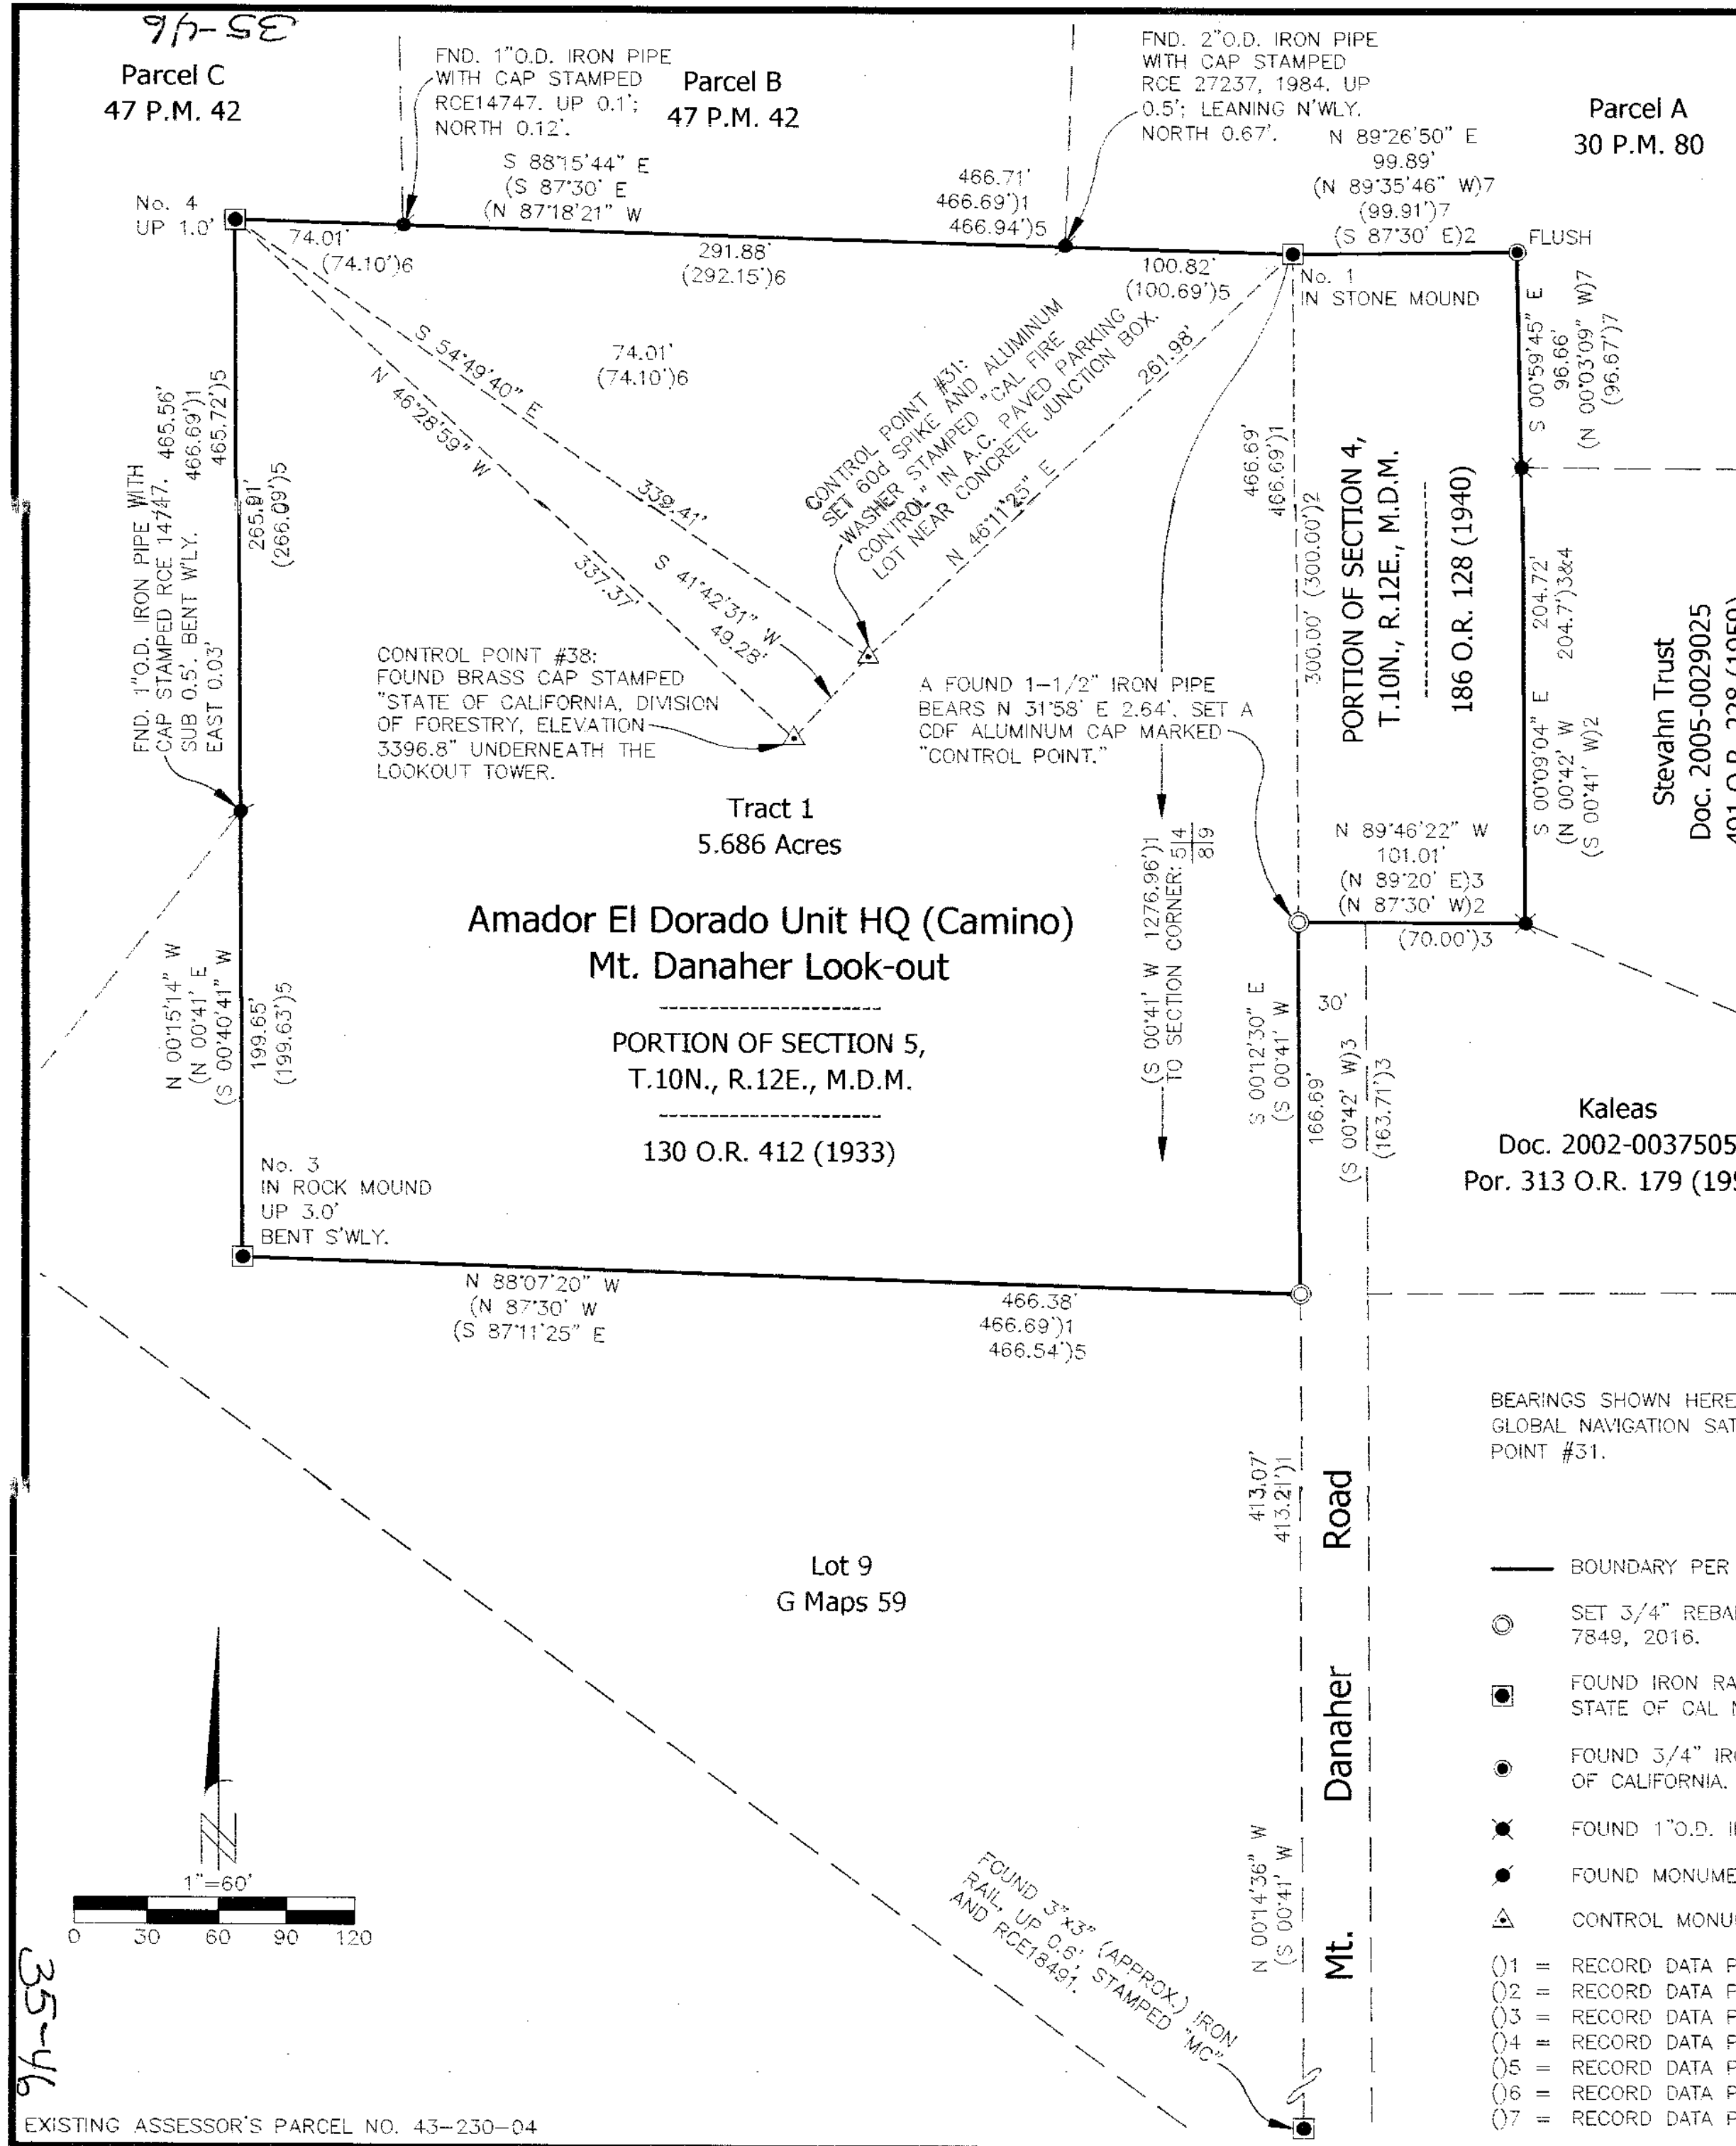 35-46
Parcel C
47 P.M. 42
FND. 1"O.D. IRON PIPE
WITH CAP STAMPED
RCE14747. UP 0.1';
NORTH 0.12'.
Parcel B
47 P.M. 42
FND. 2"O.D. IRON PIPE
WITH CAP STAMPED
RCE 27237, 1984. UP
0.5'; LEANING N'WLY.
NORTH 0.67'.
Parcel A
30 P.M. 80
N 89°26'50" E
99.89'
(N 89°35'46" W)7
(99.91')7
(S 87°30' E)2
S 88°15'44" E
(S 87°30' E
(N 87°18'21" W
466.71'
466.69')1
466.94')5
No. 4
UP 1.0'
74.01'
(74.10')6
291.88'
(292.15')6
100.82'
(100.69')5
FLUSH
No. 1
IN STONE MOUND
S 00°59'45" E
96.66'
(N 00°03'09" W)7
(96.67')7
S 54°49'40" E
339.41'
N 46°28'59" W
337.37'
74.01'
(74.10')6
CONTROL POINT #31:
SET 60d SPIKE AND ALUMINUM
WASHER STAMPED "CAL FIRE
CONTROL" IN A.C. PAVED PARKING
LOT NEAR CONCRETE JUNCTION BOX.
261.98'
N 46°11'25" E
S 41°42'31" W
49.28'
466.69'
466.69')1
300.00' (300.00')2
PORTION OF SECTION 4,
T.10N., R.12E., M.D.M.
186 O.R. 128 (1940)
FND. 1"O.D. IRON PIPE WITH
CAP STAMPED RCE 14747.
SUB 0.5'. BENT W'LY.
EAST 0.03'
465.56'
466.69')1
465.72')5
265.91'
(266.09')5
CONTROL POINT #38:
FOUND BRASS CAP STAMPED
"STATE OF CALIFORNIA, DIVISION
OF FORESTRY, ELEVATION
3396.8" UNDERNEATH THE
LOOKOUT TOWER.
A FOUND 1-1/2" IRON PIPE
BEARS N 31°58' E 2.64'. SET A
CDF ALUMINUM CAP MARKED
"CONTROL POINT."
S 00°09'04" E 204.72'
(N 00°42' W 204.7')3&4
(S 00°41' W)2
Stevahn Trust
Doc. 2005-0029025
491 O.R. 228 (1959)
Tract 1
5.686 Acres
(S 00°41' W 1276.96')1
TO SECTION CORNER:
5 4
8 9
N 89°46'22" W
101.01'
(N 89°20' E)3
(N 87°30' W)2
(70.00')3
Amador El Dorado Unit HQ (Camino)
Mt. Danaher Look-out
PORTION OF SECTION 5,
T.10N., R.12E., M.D.M.
130 O.R. 412 (1933)
N 00°15'14" W
(N 00°41' E
(S 00°40'41" W
199.65'
(199.63')5
S 00°12'30" E
(S 00°41' W
166.69'
30'
(S 00°42' W)3
(163.71')3
Kaleas
Doc. 2002-0037505
Por. 313 O.R. 179 (195
No. 3
IN ROCK MOUND
UP 3.0'
BENT S'WLY.
N 88°07'20" W
(N 87°30' W
(S 87°11'25" E
466.38'
466.69')1
466.54')5
BEARINGS SHOWN HERE
GLOBAL NAVIGATION SAT
POINT #31.
413.07'
413.21')1
Mt. Danaher Road
Lot 9
G Maps 59
BOUNDARY PER
SET 3/4" REBA
7849, 2016.
FOUND IRON RA
STATE OF CAL
FOUND 3/4" IR
OF CALIFORNIA.
FOUND 1"O.D. I
FOUND MONUME
CONTROL MONU
N 00°14'36" W
(S 00°41' W
FOUND 3"x3" (APPROX.) IRON
RAIL, UP 0.6', STAMPED "MC"
AND RCE18491.
()1 = RECORD DATA P
()2 = RECORD DATA P
()3 = RECORD DATA P
()4 = RECORD DATA P
()5 = RECORD DATA P
()6 = RECORD DATA P
()7 = RECORD DATA P
N
1"=60'
0 30 60 90 120
35-46
EXISTING ASSESSOR'S PARCEL NO. 43-230-04